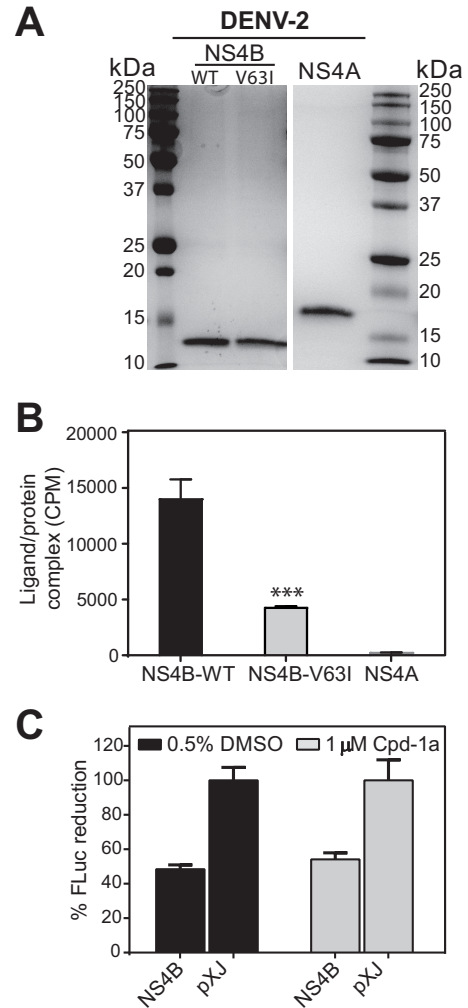 A
DENV-2
NS4B
kDa WT V63I NS4A kDa
250 250
150 150
100 100
75 75
50 50
37 37
25 25
20 20
15 15
10 10
B
Ligand/protein
complex (CPM)
20000
15000
10000
5000
0
***
NS4B-WT NS4B-V63I NS4A
C
% FLuc reduction
0.5% DMSO 1 μM Cpd-1a
120
100
80
60
40
20
0
NS4B pXJ NS4B pXJ